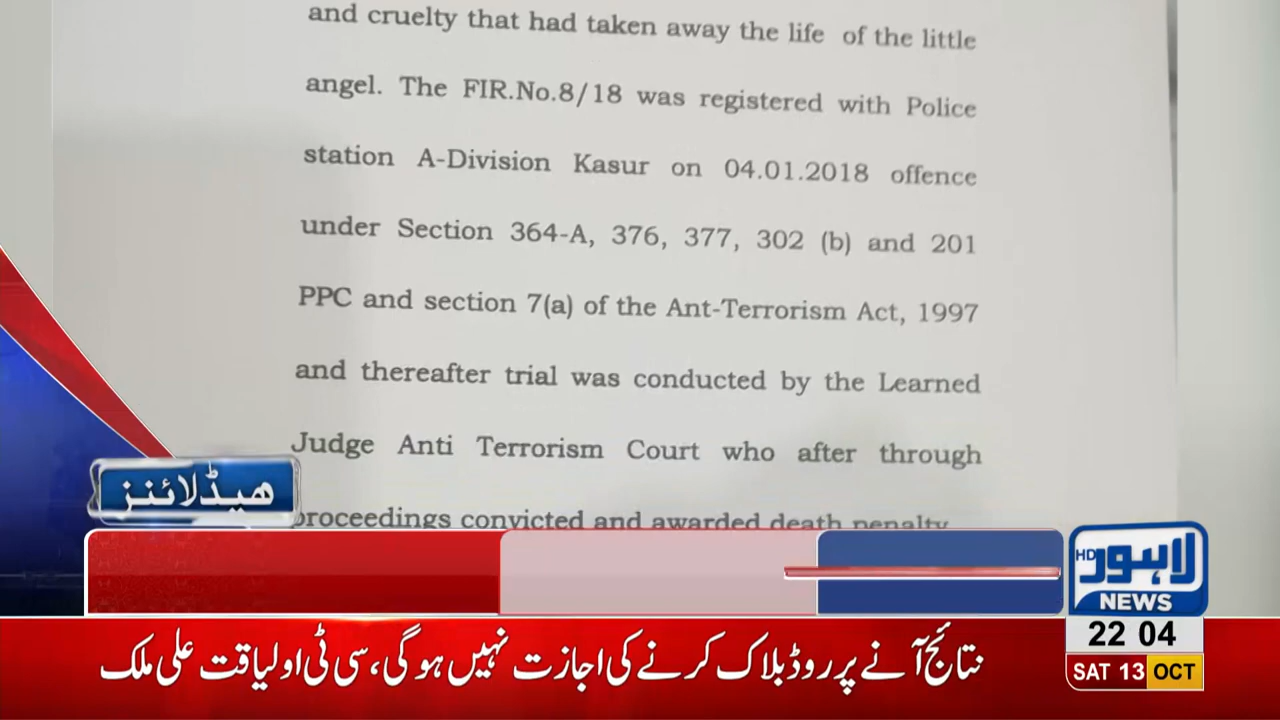 and cruelty that had taken away the life of the little
angel. The FIR.No.8/18 was registered with Police
station A-Division Kasur on 04.01.2018 offence
under Section 364-A, 376, 377, 302 (b) and 201
PPC and section 7(a) of the Ant-Terrorism Act, 1997
and thereafter trial was conducted by the Learned
Judge Anti Terrorism Court who after through
proceedings convicted and awarded death penalty
ھیڈلائنز
HD لاہور
NEWS
22 04
SAT 13 OCT
نتائج آنے پر روڈ بلاک کرنے کی اجازت نہیں ہوگی، سی ٹی او لیاقت علی ملک